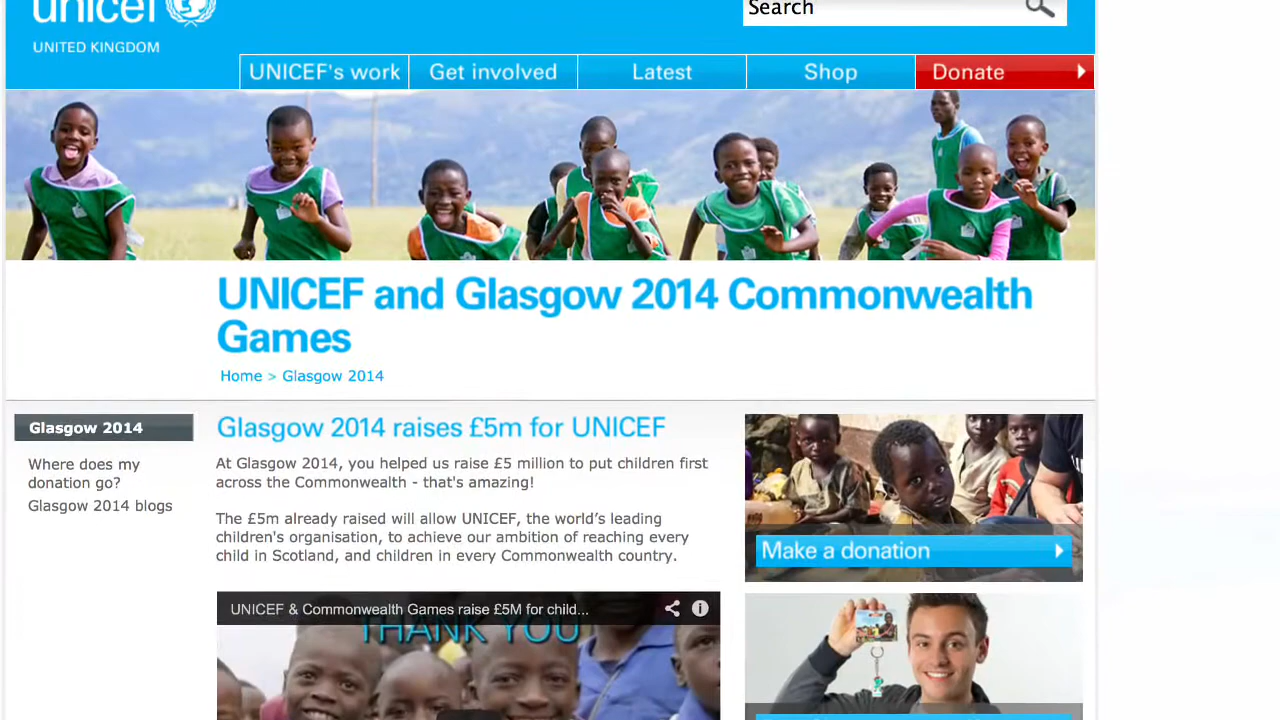 unicef
Search
UNITED KINGDOM
UNICEF's work
Get involved
Latest
Shop
Donate
UNICEF and Glasgow 2014 Commonwealth
Games
Home > Glasgow 2014
Glasgow 2014
Where does my
donation go?
Glasgow 2014 blogs
Glasgow 2014 raises £5m for UNICEF
At Glasgow 2014, you helped us raise £5 million to put children first
across the Commonwealth - that's amazing!
The £5m already raised will allow UNICEF, the world’s leading
children's organisation, to achieve our ambition of reaching every
child in Scotland, and children in every Commonwealth country.
UNICEF & Commonwealth Games raise £5M for child...
THANK YOU
Make a donation